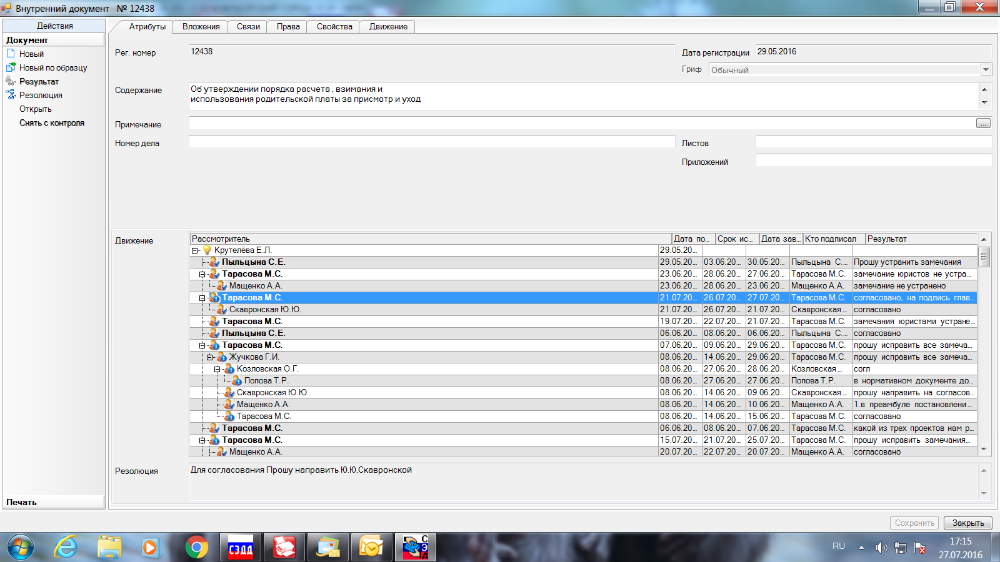 Внутренний документ № 12438
Действия
Документ
Новый
Новый по образцу
Результат
Резолюция
Открыть
Снять с контроля
Печать
Атрибуты Вложения Связи Права Свойства Движение
Рег. номер 12438 Дата регистрации 29.05.2016
Гриф Обычный
Содержание Об утверждении порядка расчета , взимания и
использования родительской платы за присмотр и уход
Примечание ...
Номер дела Листов
Приложений
Движение
Рассмотритель Дата по... Срок ис... Дата зав... Кто подписал Результат
Крутелёва Е.Л. 29.05.20...
Пыльцына С.Е. 29.05.20... 03.06.20... 30.05.20... Пыльцына С.... Прошу устранить замечания
Тарасова М.С. 23.06.20... 28.06.20... 27.06.20... Тарасова М.С. замечание юристов не устра...
Мащенко А.А. 23.06.20... 28.06.20... 23.06.20... Мащенко А.А. замечание не устранено
Тарасова М.С. 21.07.20... 26.07.20... 27.07.20... Тарасова М.С. согласовано, на подпись глав...
Скавронская Ю.Ю. 21.07.20... 26.07.20... 21.07.20... Скавронская ... согласовано
Тарасова М.С. 19.07.20... 22.07.20... 21.07.20... Тарасова М.С. замечания юристами устране...
Пыльцына С.Е. 06.06.20... 08.06.20... 06.06.20... Пыльцына С.... согласовано
Тарасова М.С. 07.06.20... 09.06.20... 29.06.20... Тарасова М.С. прошу исправить все замеча...
Жучкова Г.И. 08.06.20... 14.06.20... 29.06.20... Тарасова М.С. прошу исправить все замеча...
Козловская О.Г. 08.06.20... 27.06.20... 28.06.20... Козловская ... согл
Попова Т.Р. 08.06.20... 27.06.20... 27.06.20... Попова Т.Р. в нормативном документе до...
Скавронская Ю.Ю. 08.06.20... 14.06.20... 09.06.20... Скавронская ... прошу направить на согласов...
Мащенко А.А. 08.06.20... 14.06.20... 10.06.20... Мащенко А.А. 1.в преамбуле постановлени...
Тарасова М.С. 08.06.20... 14.06.20... 15.06.20... Тарасова М.С. согласовано
Тарасова М.С. 06.06.20... 08.06.20... 07.06.20... Тарасова М.С. какой из трех проектов нам р...
Тарасова М.С. 15.07.20... 21.07.20... 25.07.20... Тарасова М.С. прошу исправить замечания...
Мащенко А.А. 20.07.20... 22.07.20... 20.07.20... Мащенко А.А. согласовано
Резолюция Для согласования Прошу направить Ю.Ю,Скавронской
Сохранить Закрыть
СЭДД
СЭД
RU 17:15
27.07.2016